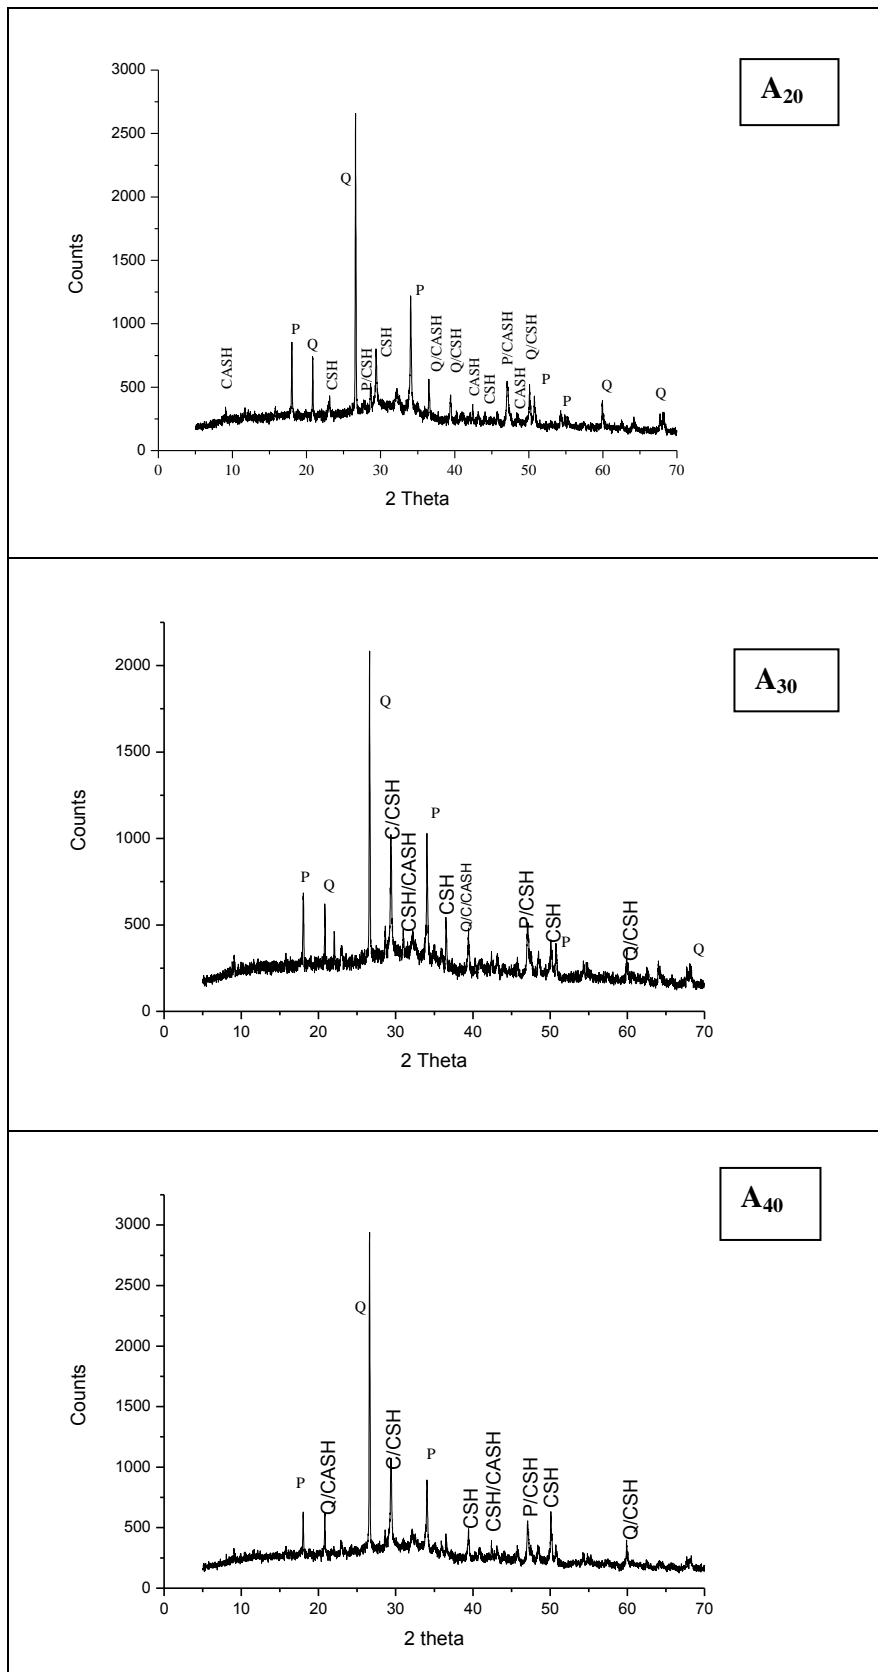 A20
3000
2500
2000
1500
1000
500
0
Counts
CASH
P
Q
CSH
Q
P/CSH
CSH
P
Q/CASH
Q/CSH
CASH
CSH
P/CASH
CASH
Q/CSH
P
P
Q
Q
0 10 20 30 40 50 60 70
2 Theta
A30
2000
1500
1000
500
0
Counts
P
Q
Q
C/CSH
CSH/CASH
P
CSH
Q/C/CASH
P/CSH
CSH
P
Q/CSH
Q
0 10 20 30 40 50 60 70
2 Theta
A40
3000
2500
2000
1500
1000
500
0
Counts
P
Q/CASH
Q
C/CSH
P
CSH
CSH/CASH
P/CSH
CSH
Q/CSH
0 10 20 30 40 50 60 70
2 theta